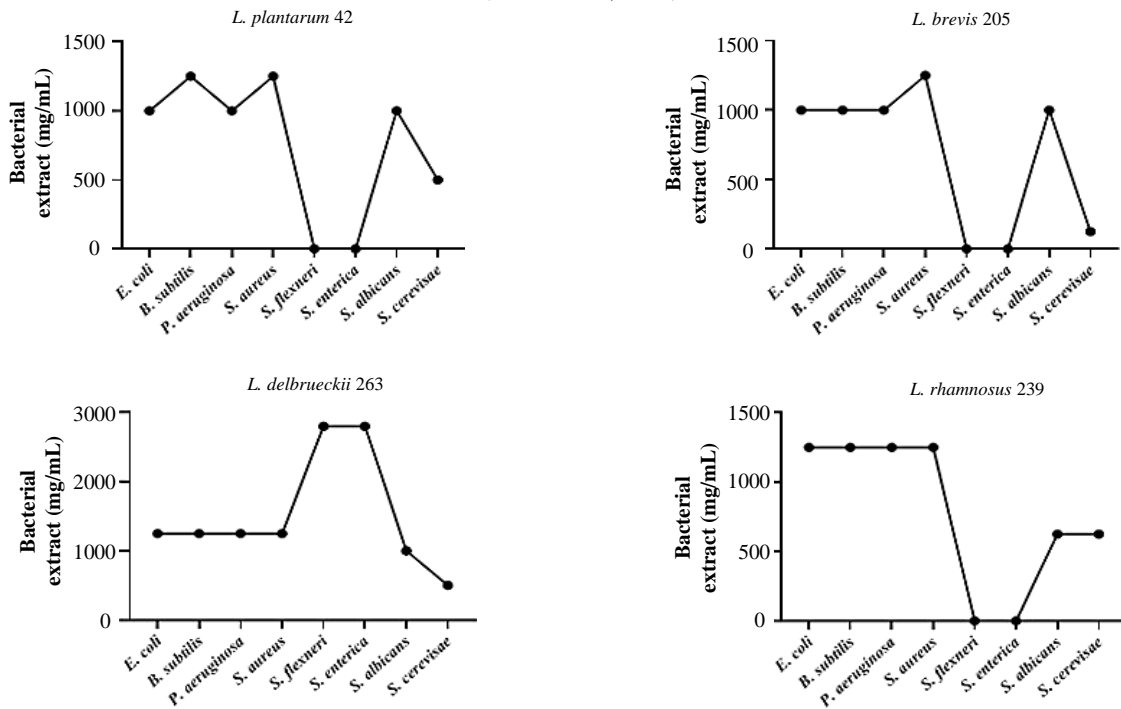 L. plantarum 42
Bacterial
extract (mg/mL)
1500
1000
500
0
E. coli
B. subtilis
P. aeruginosa
S. aureus
S. flexneri
S. enterica
S. albicans
S. cerevisae
L. brevis 205
Bacterial
extract (mg/mL)
1500
1000
500
0
E. coli
B. subtilis
P. aeruginosa
S. aureus
S. flexneri
S. enterica
S. albicans
S. cerevisae
L. delbrueckii 263
Bacterial
extract (mg/mL)
3000
2000
1000
0
E. coli
B. subtilis
P. aeruginosa
S. aureus
S. flexneri
S. enterica
S. albicans
S. cerevisae
L. rhamnosus 239
Bacterial
extract (mg/mL)
1500
1000
500
0
E. coli
B. subtilis
P. aeruginosa
S. aureus
S. flexneri
S. enterica
S. albicans
S. cerevisae